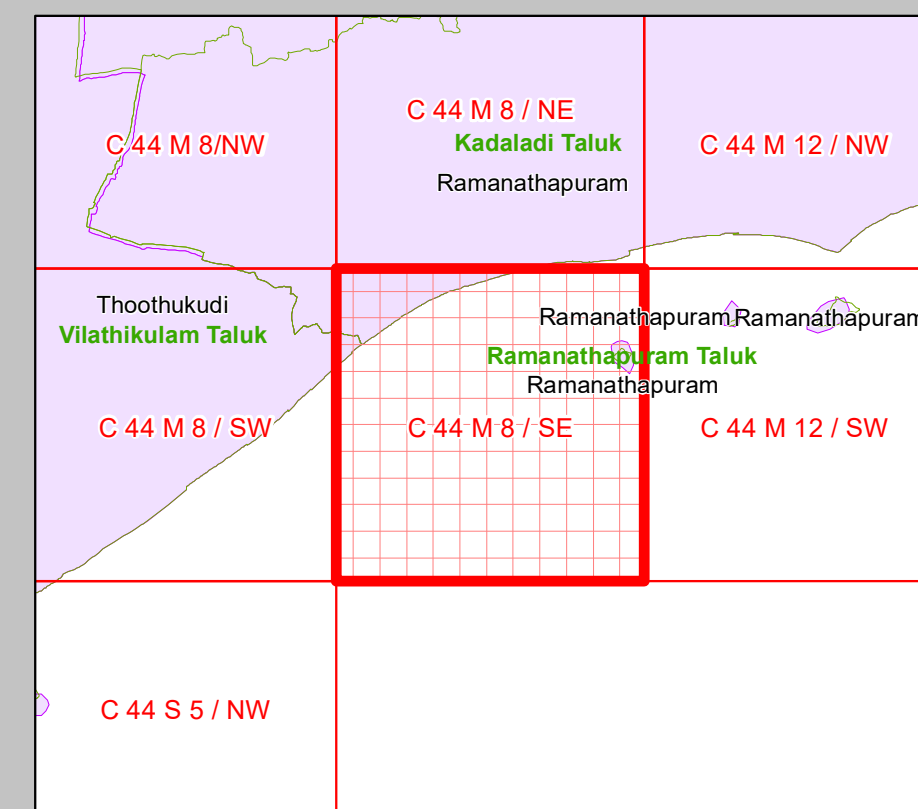 C 44 M 8/NW
C 44 M 8 / NE
Kadaladi Taluk
Ramanathapuram
C 44 M 12 / NW
Thoothukudi
Vilathikulam Taluk
C 44 M 8 / SW
Ramanathapuram
Ramanathapuram Taluk
Ramanathapuram
C 44 M 8 / SE
Ramanathapuram
C 44 M 12 / SW
C 44 S 5 / NW